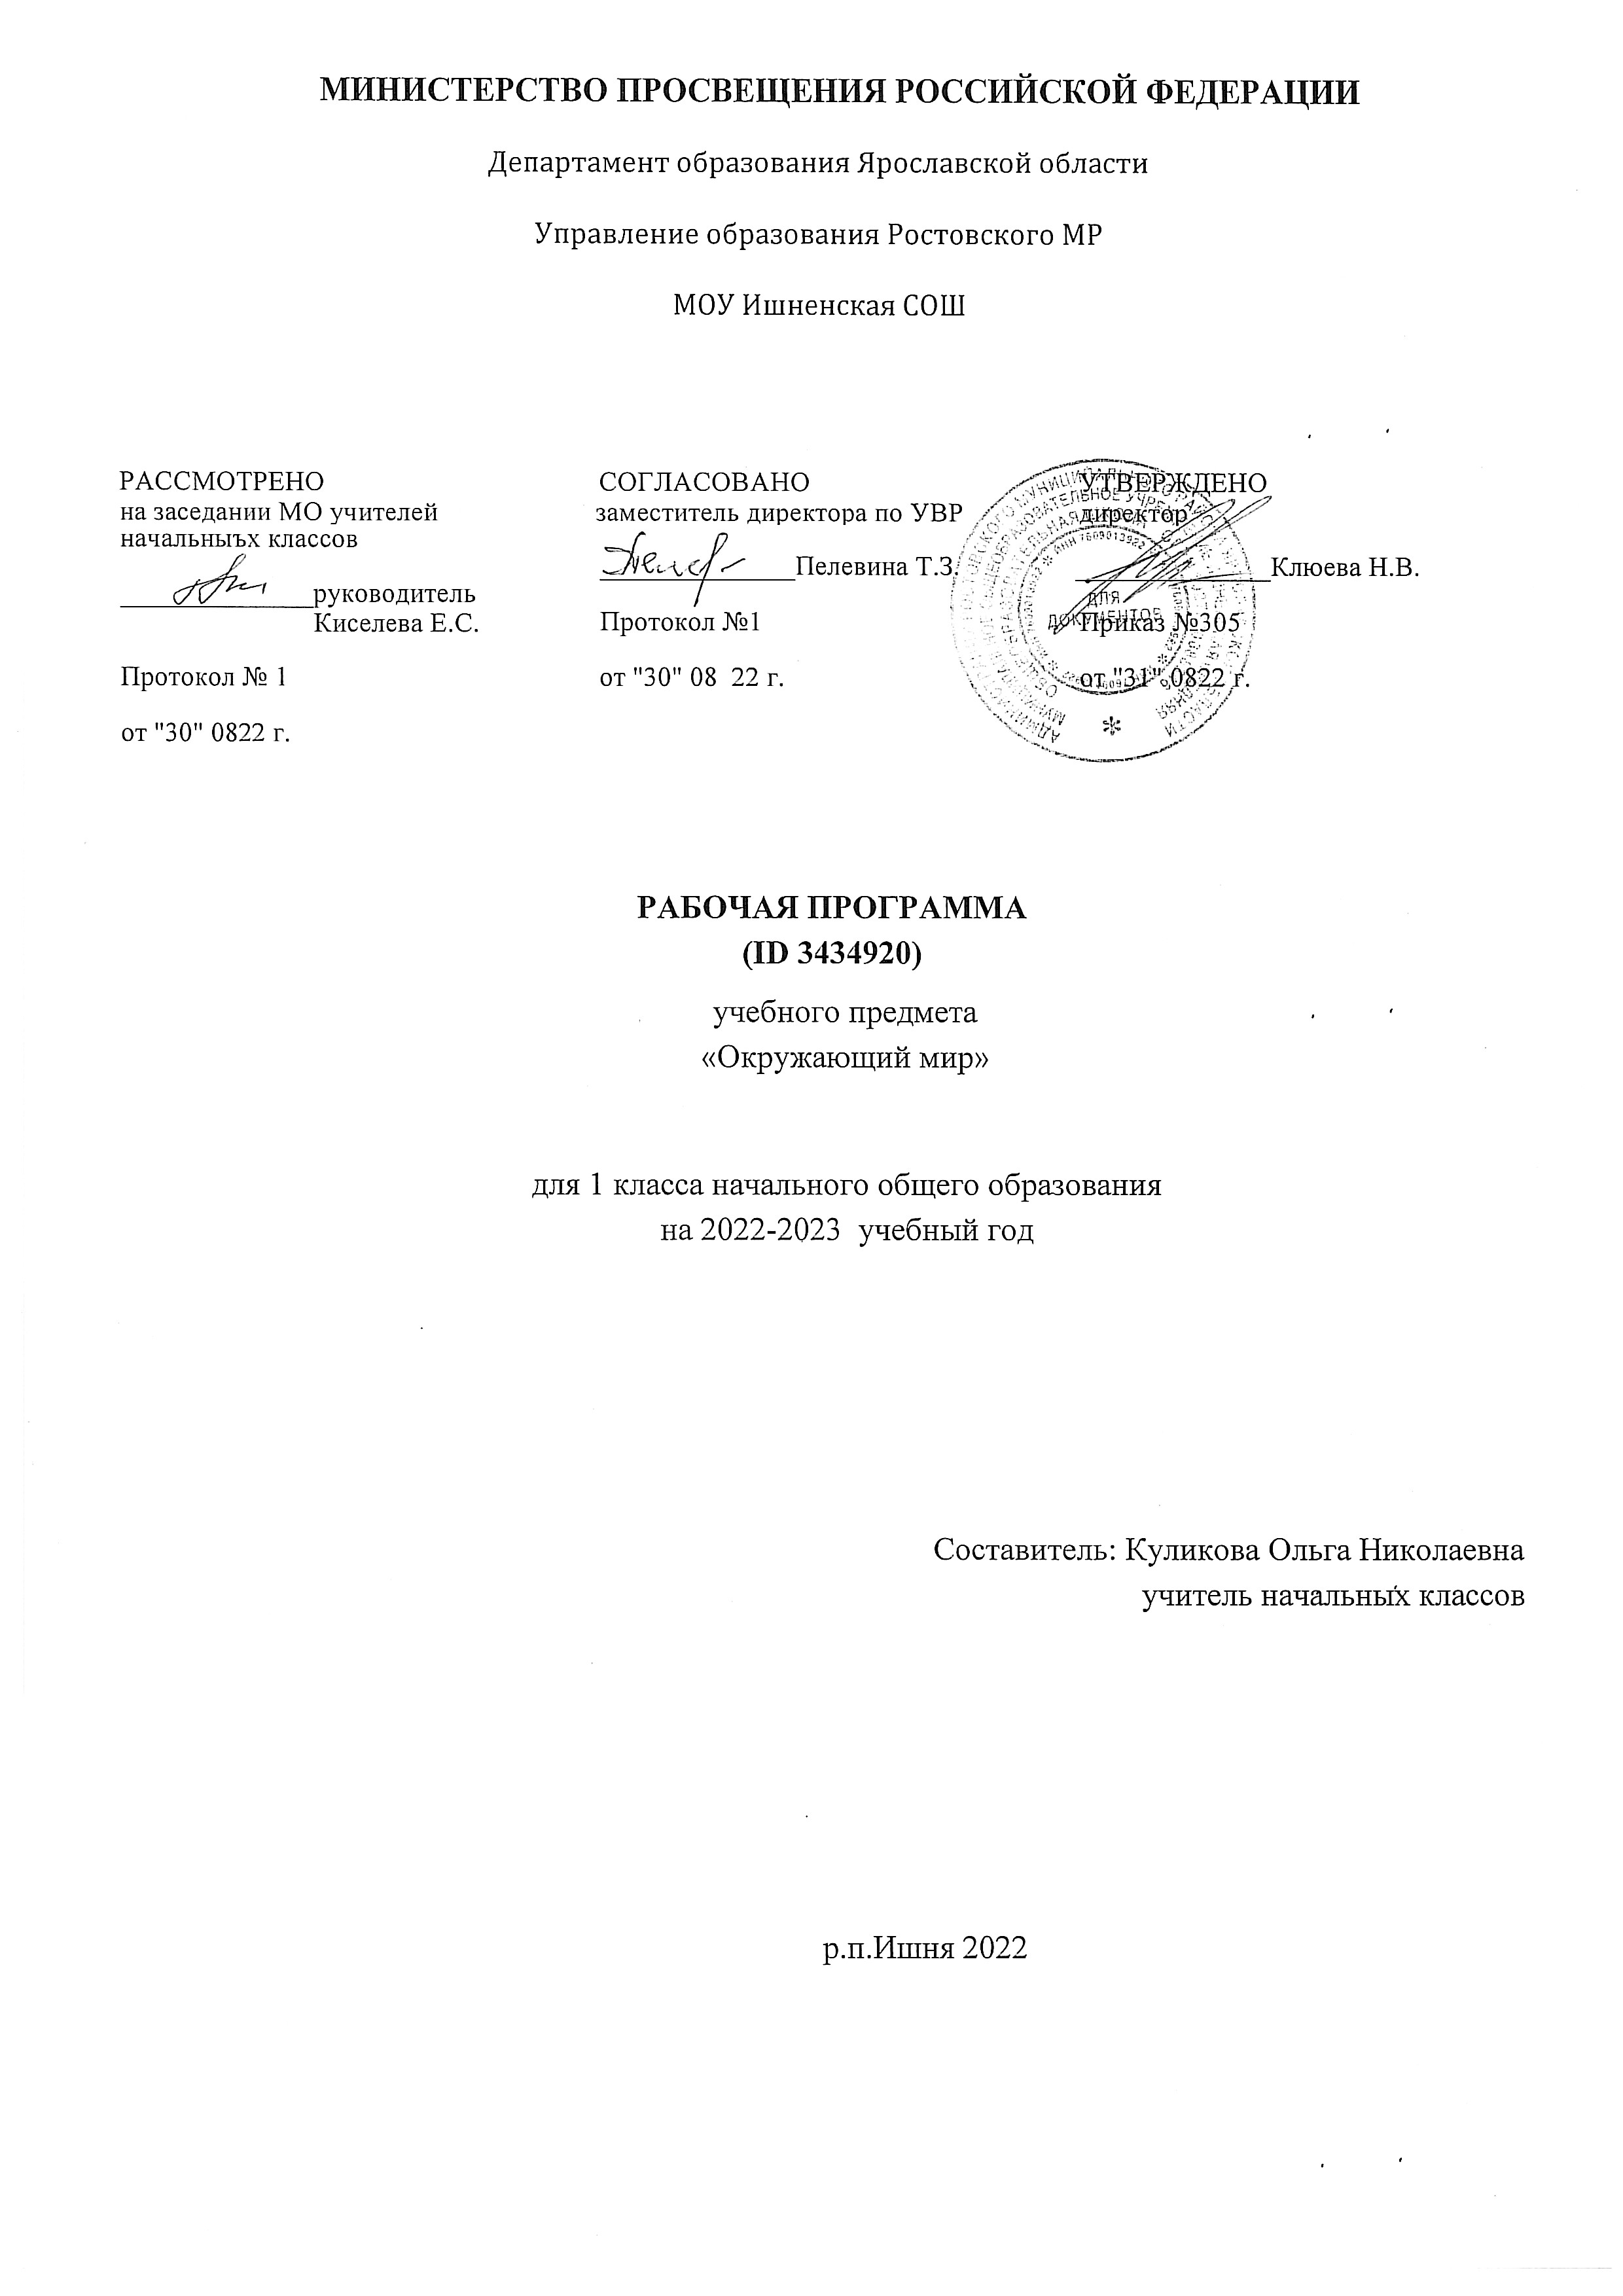 МИНИСТЕРСТВО ПРОСВЕЩЕНИЯ РОССИЙСКОЙ ФЕДЕРАЦИИ
Департамент образования Ярославской области
Управление образования Ростовского МР
МОУ Ишненская СОШ
РАССМОТРЕНО
на заседании МО учителей
начальныъх классов
руководитель
Киселева Е.С.
Протокол № 1
от "30" 0822 г.
СОГЛАСОВАНО
заместитель директора по УВР
Пелевина Т.З.
Протокол №1
от "30" 08 22 г.
УТВЕРЖДЕНО
директор
Клюева Н.В.
Приказ №305
от "31" 0822 г.
ДЛЯ
ДОКУМЕНТОВ
РАБОЧАЯ ПРОГРАММА
(ID 3434920)
учебного предмета
«Окружающий мир»
для 1 класса начального общего образования
на 2022-2023 учебный год
Составитель: Куликова Ольга Николаевна
учитель начальных классов
р.п.Ишня 2022